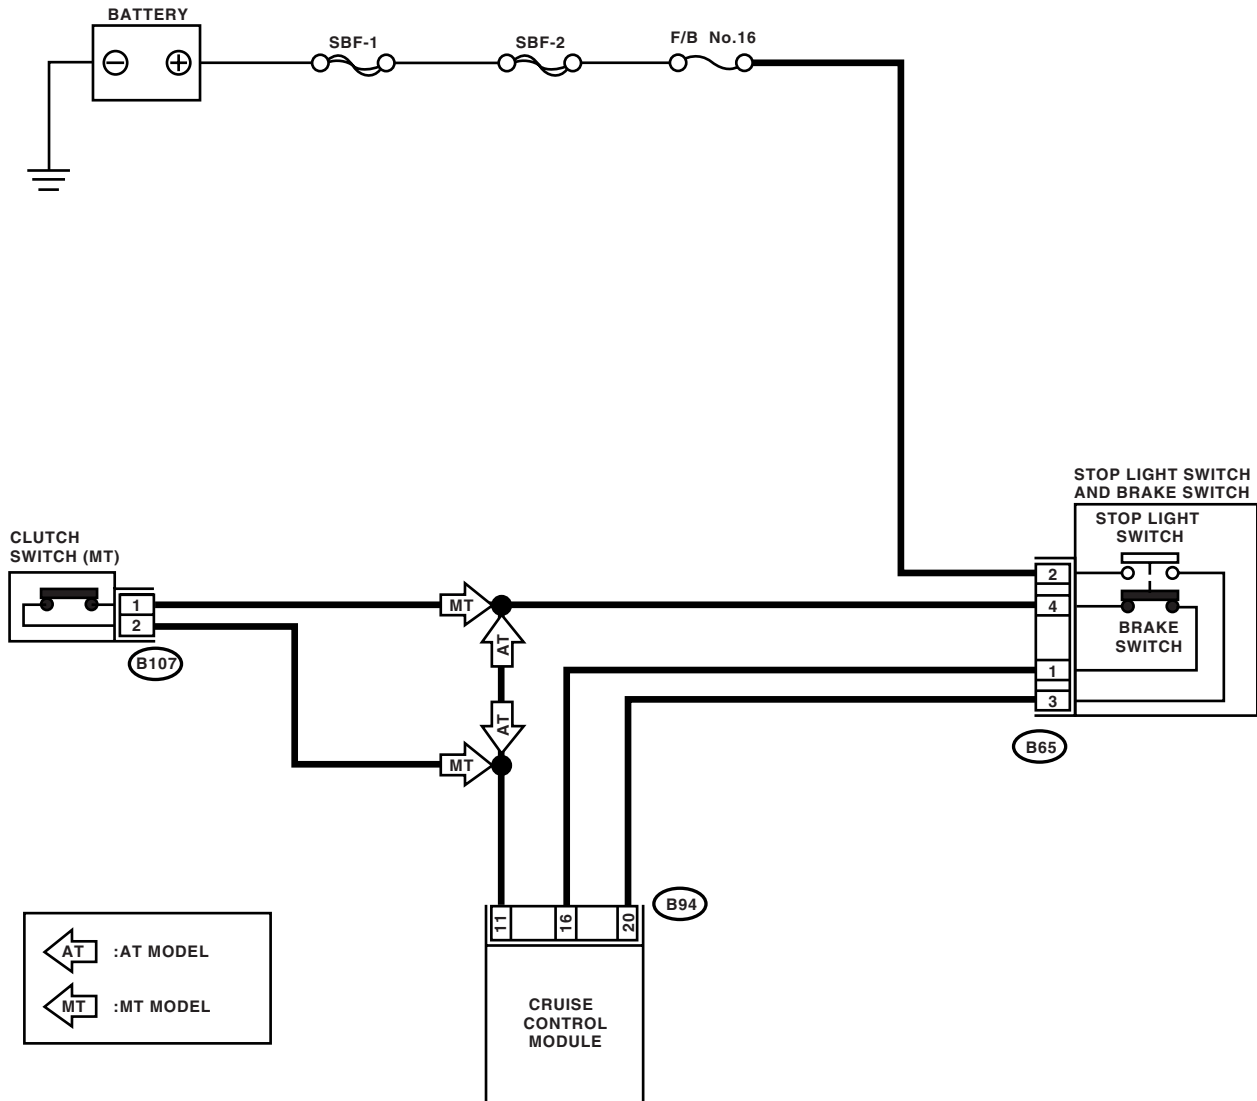 BATTERY
SBF-1
SBF-2
F/B No.16
STOP LIGHT SWITCH
AND BRAKE SWITCH
STOP LIGHT
SWITCH
2
4
BRAKE
SWITCH
1
3
B65
CLUTCH
SWITCH (MT)
1
2
B107
MT
AT
AT
MT
B94
11
16
20
CRUISE
CONTROL
MODULE
AT :AT MODEL
MT :MT MODEL